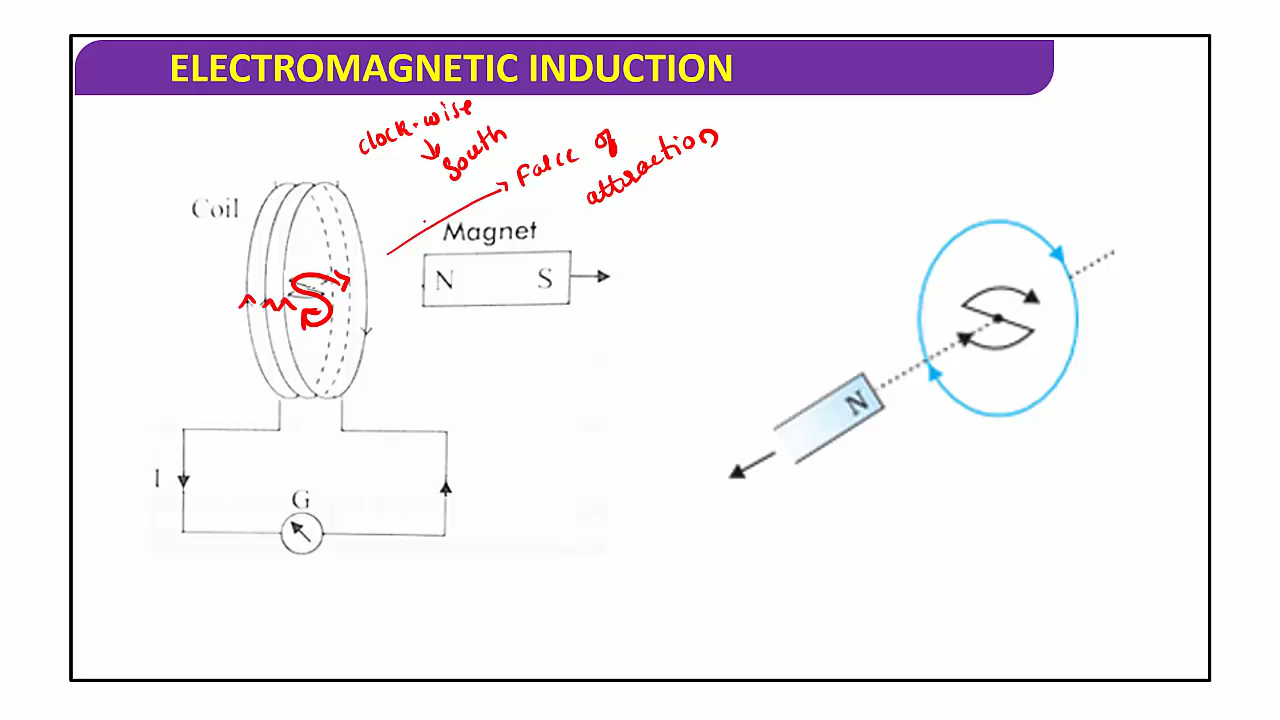 ELECTROMAGNETIC INDUCTION
clock-wise
South
Force of
attraction
Coil
Magnet
N S
S
S
N
I
G